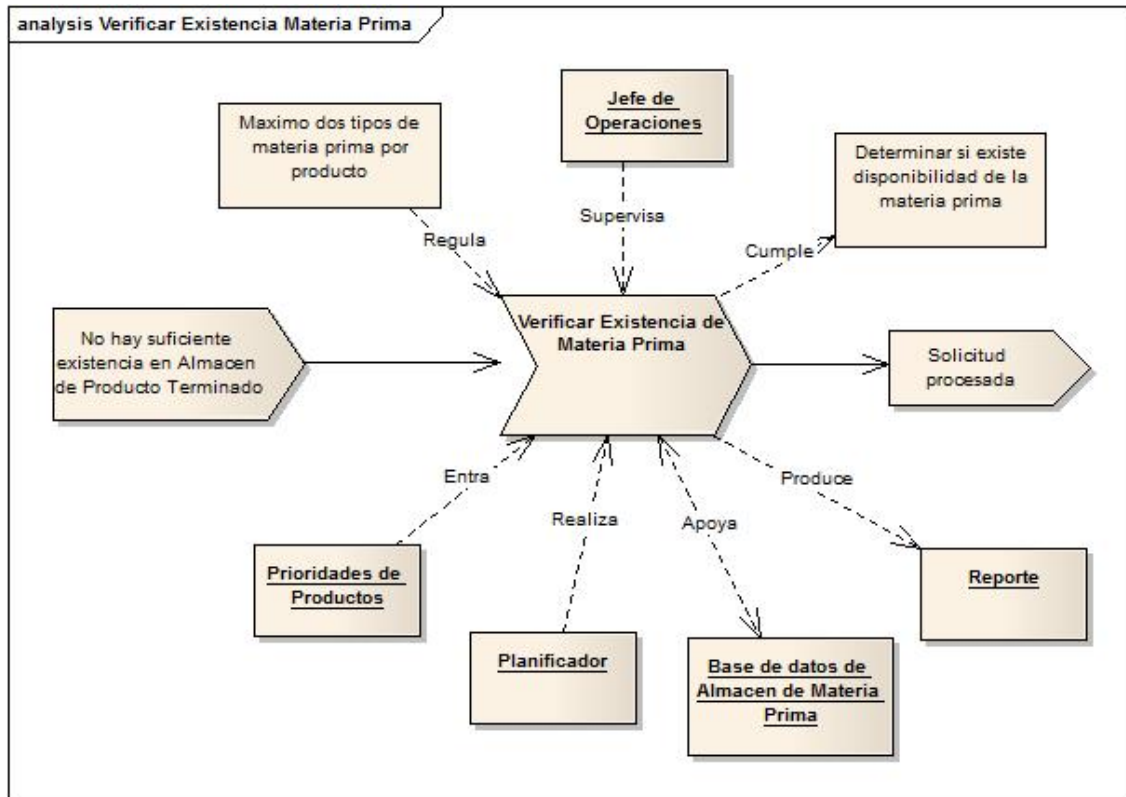 analysis Verificar Existencia Materia Prima
Maximo dos tipos de
materia prima por
producto
Jefe de
Operaciones
Determinar si existe
disponibilidad de la
materia prima
Regula
Supervisa
Cumple
No hay suficiente
existencia en Almacen
de Producto Terminado
Verificar Existencia de
Materia Prima
Solicitud
procesada
Entra
Realiza
Apoya
Produce
Prioridades de
Productos
Planificador
Base de datos de
Almacen de Materia
Prima
Reporte